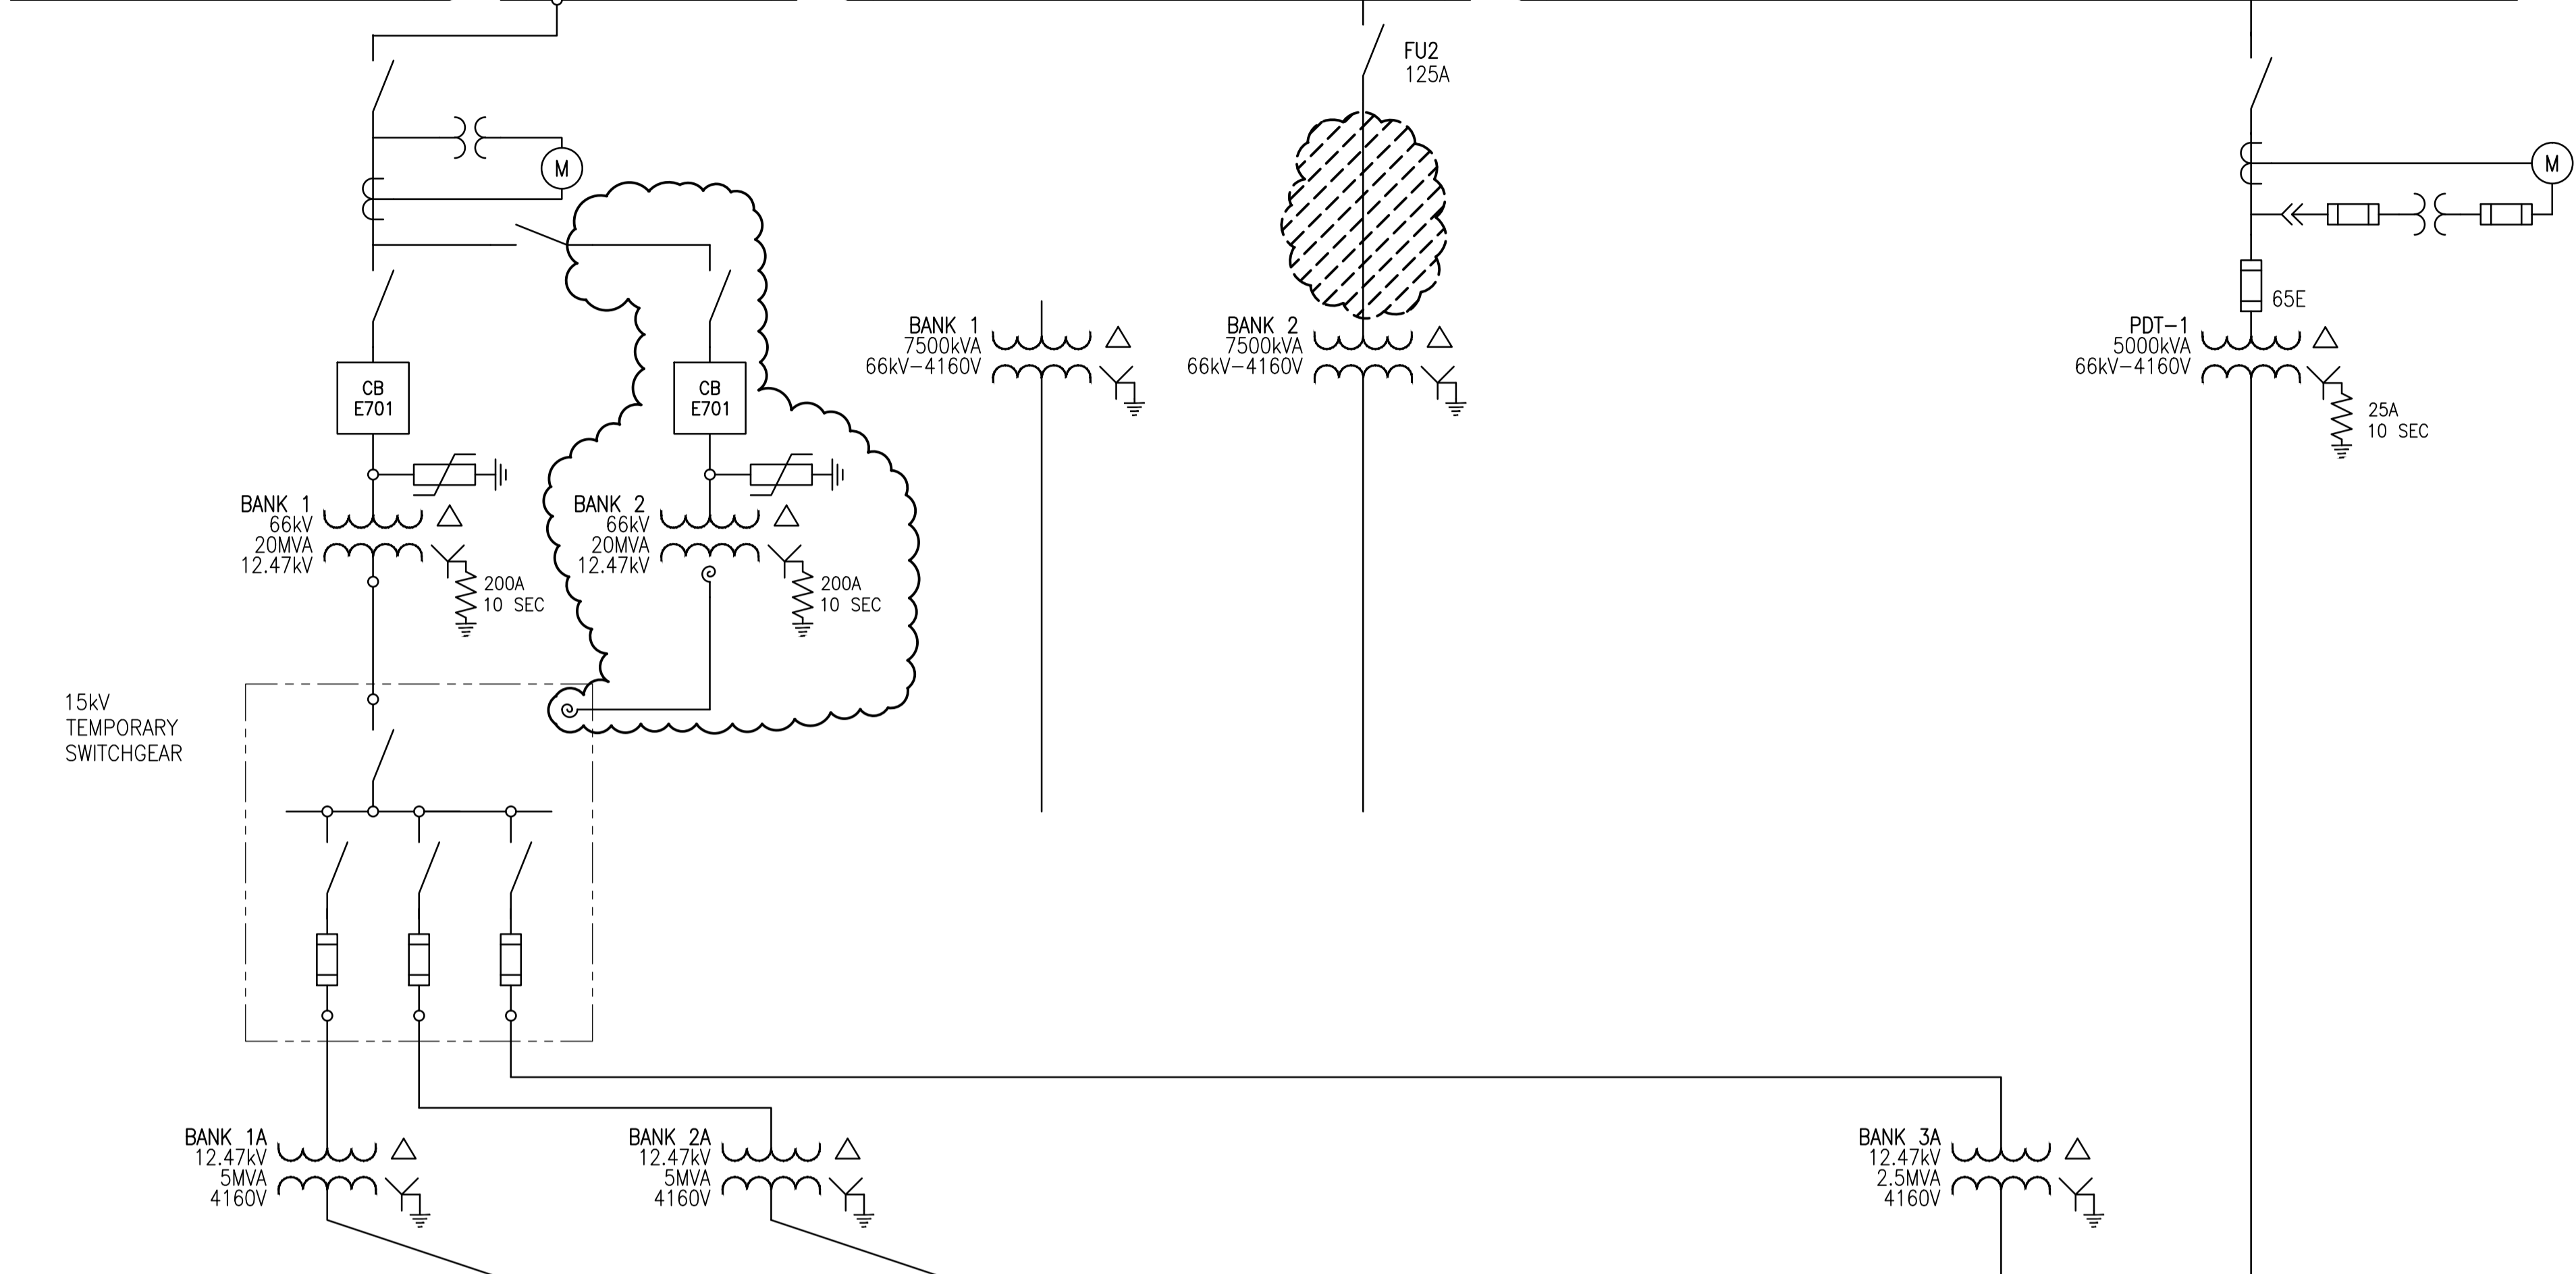 FU2
125A
M
M
65E
BANK 1
7500kVA
66kV-4160V
BANK 2
7500kVA
66kV-4160V
PDT-1
5000kVA
66kV-4160V
CB
E701
CB
E701
25A
10 SEC
BANK 1
66kV
20MVA
12.47kV
BANK 2
66kV
20MVA
12.47kV
200A
10 SEC
200A
10 SEC
15kV
TEMPORARY
SWITCHGEAR
BANK 1A
12.47kV
5MVA
4160V
BANK 2A
12.47kV
5MVA
4160V
BANK 3A
12.47kV
2.5MVA
4160V